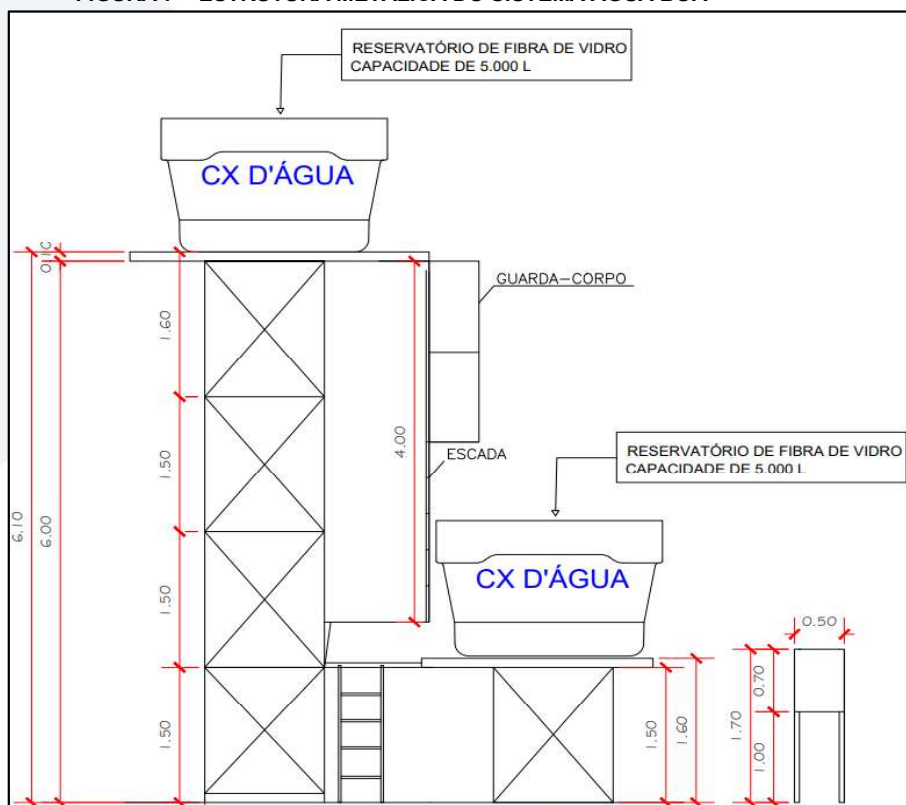 RESERVATÓRIO DE FIBRA DE VIDRO
CAPACIDADE DE 5.000 L
CX D'ÁGUA
0.10
GUARDA-CORPO
1.60
1.50
4.00
ESCADA
RESERVATÓRIO DE FIBRA DE VIDRO
CAPACIDADE DE 5.000 L
6.10
6.00
CX D'ÁGUA
1.50
0.50
1.50
1.50
1.60
1.70
0.70
1.00